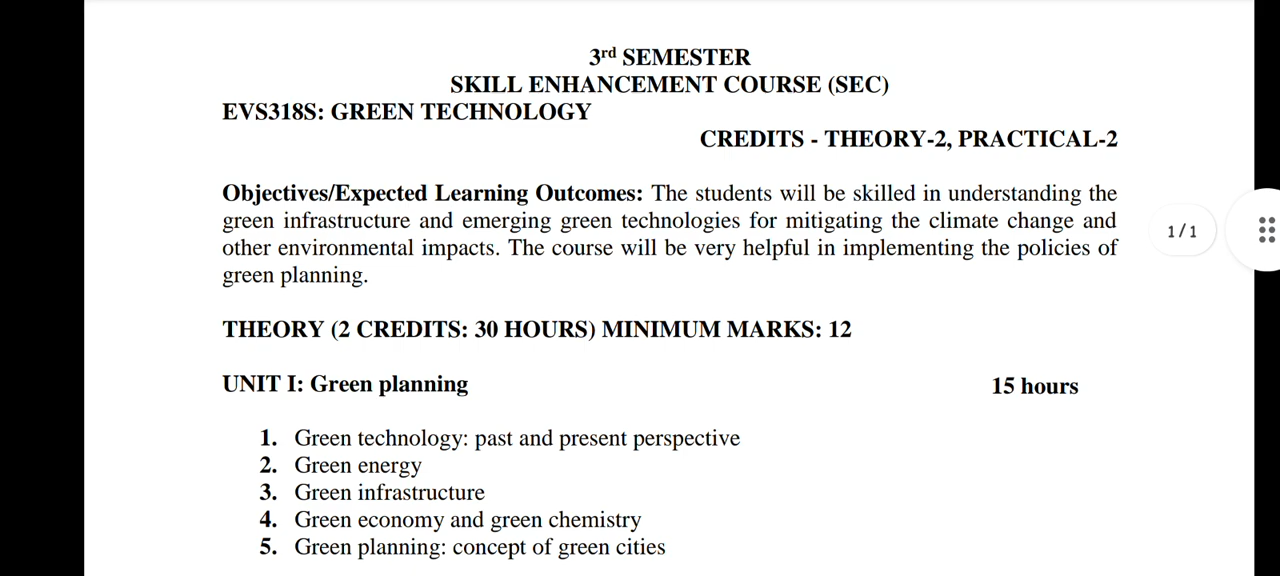 3rd SEMESTER
SKILL ENHANCEMENT COURSE (SEC)
EVS318S: GREEN TECHNOLOGY
CREDITS - THEORY-2, PRACTICAL-2
Objectives/Expected Learning Outcomes: The students will be skilled in understanding the
green infrastructure and emerging green technologies for mitigating the climate change and
other environmental impacts. The course will be very helpful in implementing the policies of
green planning.
1/1
THEORY (2 CREDITS: 30 HOURS) MINIMUM MARKS: 12
UNIT I: Green planning 15 hours
1. Green technology: past and present perspective
2. Green energy
3. Green infrastructure
4. Green economy and green chemistry
5. Green planning: concept of green cities